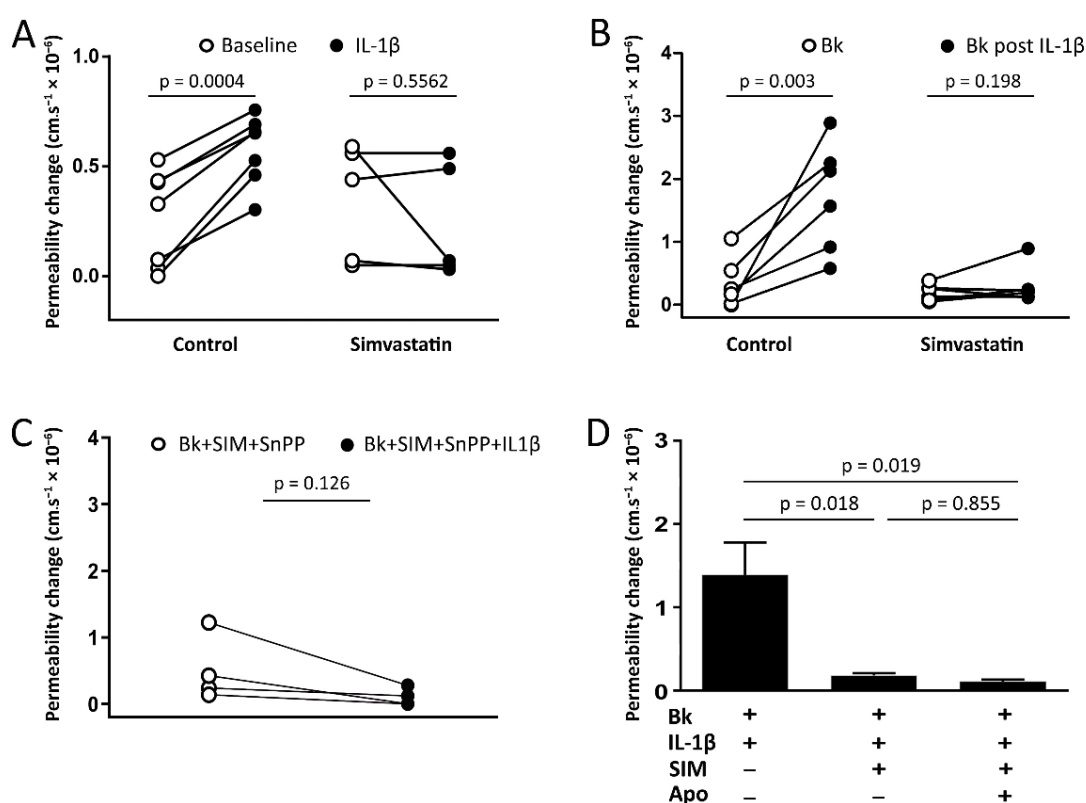 A
Baseline IL-1β
p = 0.0004 p = 0.5562
Permeability change (cm.s⁻¹ × 10⁻⁶)
1.0
0.5
0.0
Control Simvastatin
B
Bk Bk post IL-1β
p = 0.003 p = 0.198
Permeability change (cm.s⁻¹ × 10⁻⁶)
4
3
2
1
0
Control Simvastatin
C
Bk+SIM+SnPP Bk+SIM+SnPP+IL1β
p = 0.126
Permeability change (cm.s⁻¹ × 10⁻⁶)
4
3
2
1
0
D
p = 0.019
p = 0.018 p = 0.855
Permeability change (cm.s⁻¹ × 10⁻⁶)
3
2
1
0
Bk + + +
IL-1β + + +
SIM – + +
Apo – – +